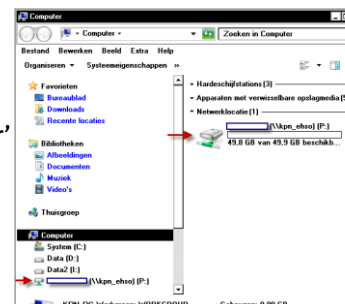 Computer
Computer
Zoeken in Computer
Bestand Bewerken Beeld Extra Help
Organiseren Systeemeigenschappen »
Favorieten
Bureaublad
Downloads
Recente locaties
Bibliotheken
Afbeeldingen
Documenten
Muziek
Video's
Thuisgroep
Computer
System (C:)
Data (D:)
Data2 (I:)
(\\kpn_ehso) (P:)
Hardeschijfstations (3)
Apparaten met verwisselbare opslagmedia (5
Netwerklocatie (1)
(\\kpn_ehso) (P:)
49,8 GB van 49,9 GB beschikb...